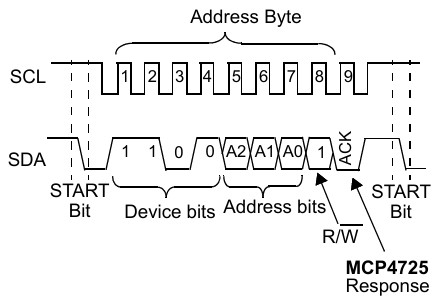 Address Byte
SCL 1 2 3 4 5 6 7 8 9
SDA 1 1 0 0 A2 A1 A0 1 ACK
START
Bit
Device bits
Address bits
START
Bit
R/W̅
MCP4725
Response